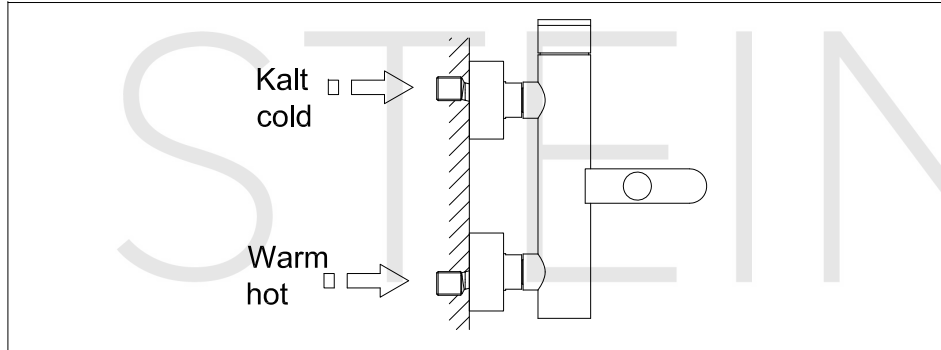 STEIN
Kalt
cold
Warm
hot